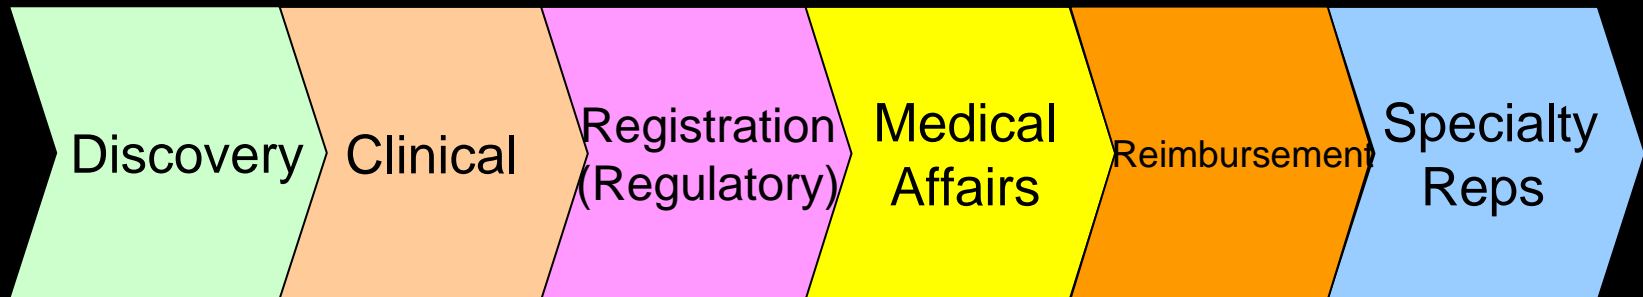 Discovery
Clinical
Registration
(Regulatory)
Medical
Affairs
Reimbursement
Specialty
Reps